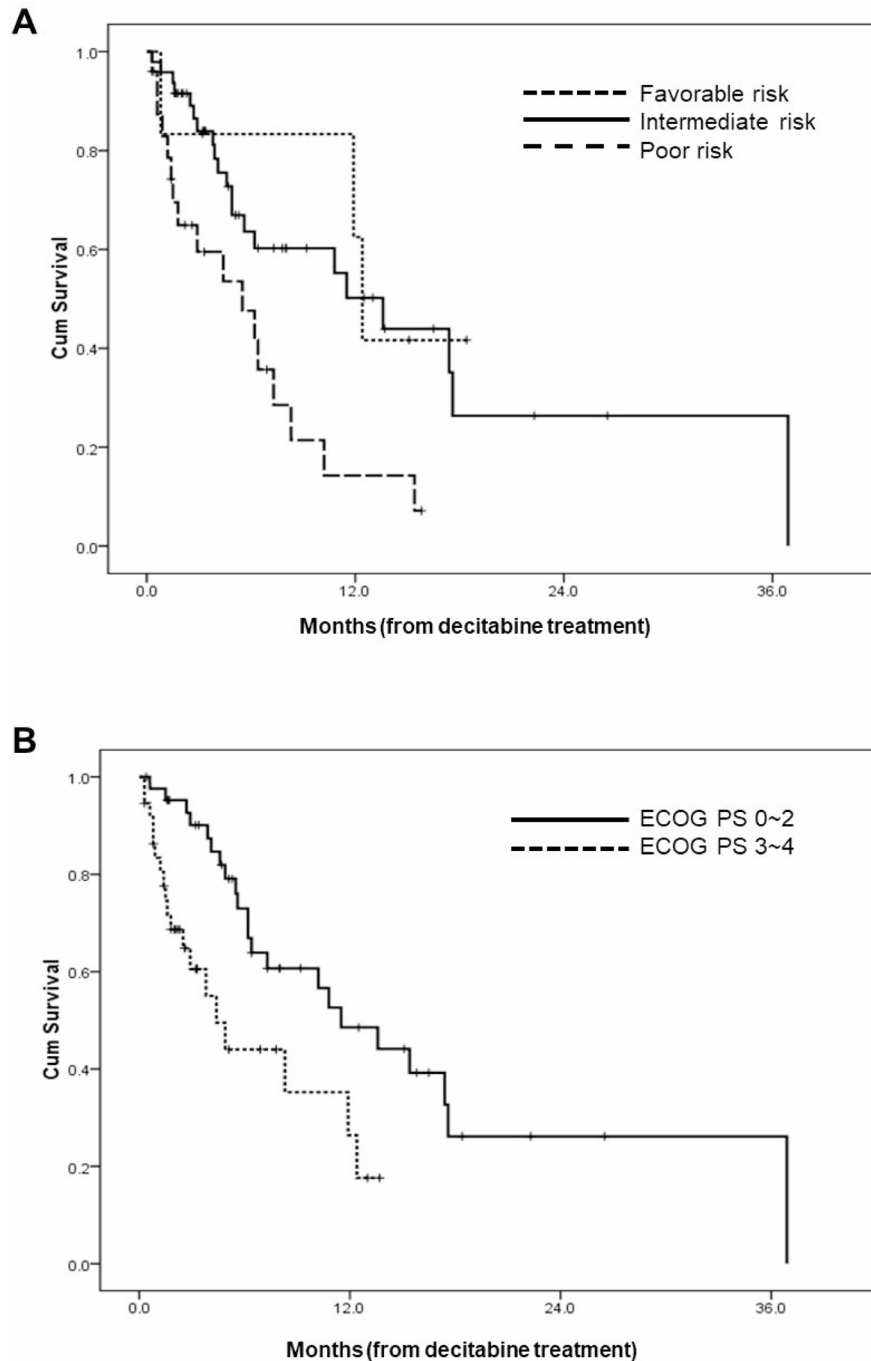 A
1.0
0.8
0.6
0.4
0.2
0.0
Cum Survival
Favorable risk
Intermediate risk
Poor risk
0.0 12.0 24.0 36.0
Months (from decitabine treatment)
B
1.0
0.8
0.6
0.4
0.2
0.0
Cum Survival
ECOG PS 0~2
ECOG PS 3~4
0.0 12.0 24.0 36.0
Months (from decitabine treatment)